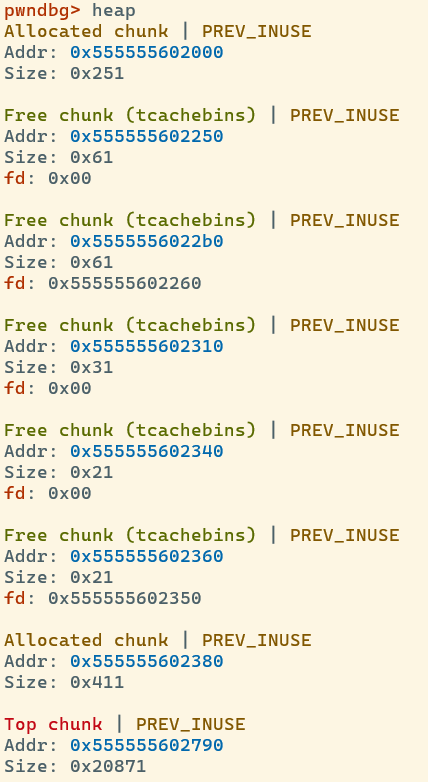 pwndbg> heap
Allocated chunk | PREV_INUSE
Addr: 0x555555602000
Size: 0x251
Free chunk (tcachebins) | PREV_INUSE
Addr: 0x555555602250
Size: 0x61
fd: 0x00
Free chunk (tcachebins) | PREV_INUSE
Addr: 0x5555556022b0
Size: 0x61
fd: 0x555555602260
Free chunk (tcachebins) | PREV_INUSE
Addr: 0x555555602310
Size: 0x31
fd: 0x00
Free chunk (tcachebins) | PREV_INUSE
Addr: 0x555555602340
Size: 0x21
fd: 0x00
Free chunk (tcachebins) | PREV_INUSE
Addr: 0x555555602360
Size: 0x21
fd: 0x555555602350
Allocated chunk | PREV_INUSE
Addr: 0x555555602380
Size: 0x411
Top chunk | PREV_INUSE
Addr: 0x555555602790
Size: 0x20871